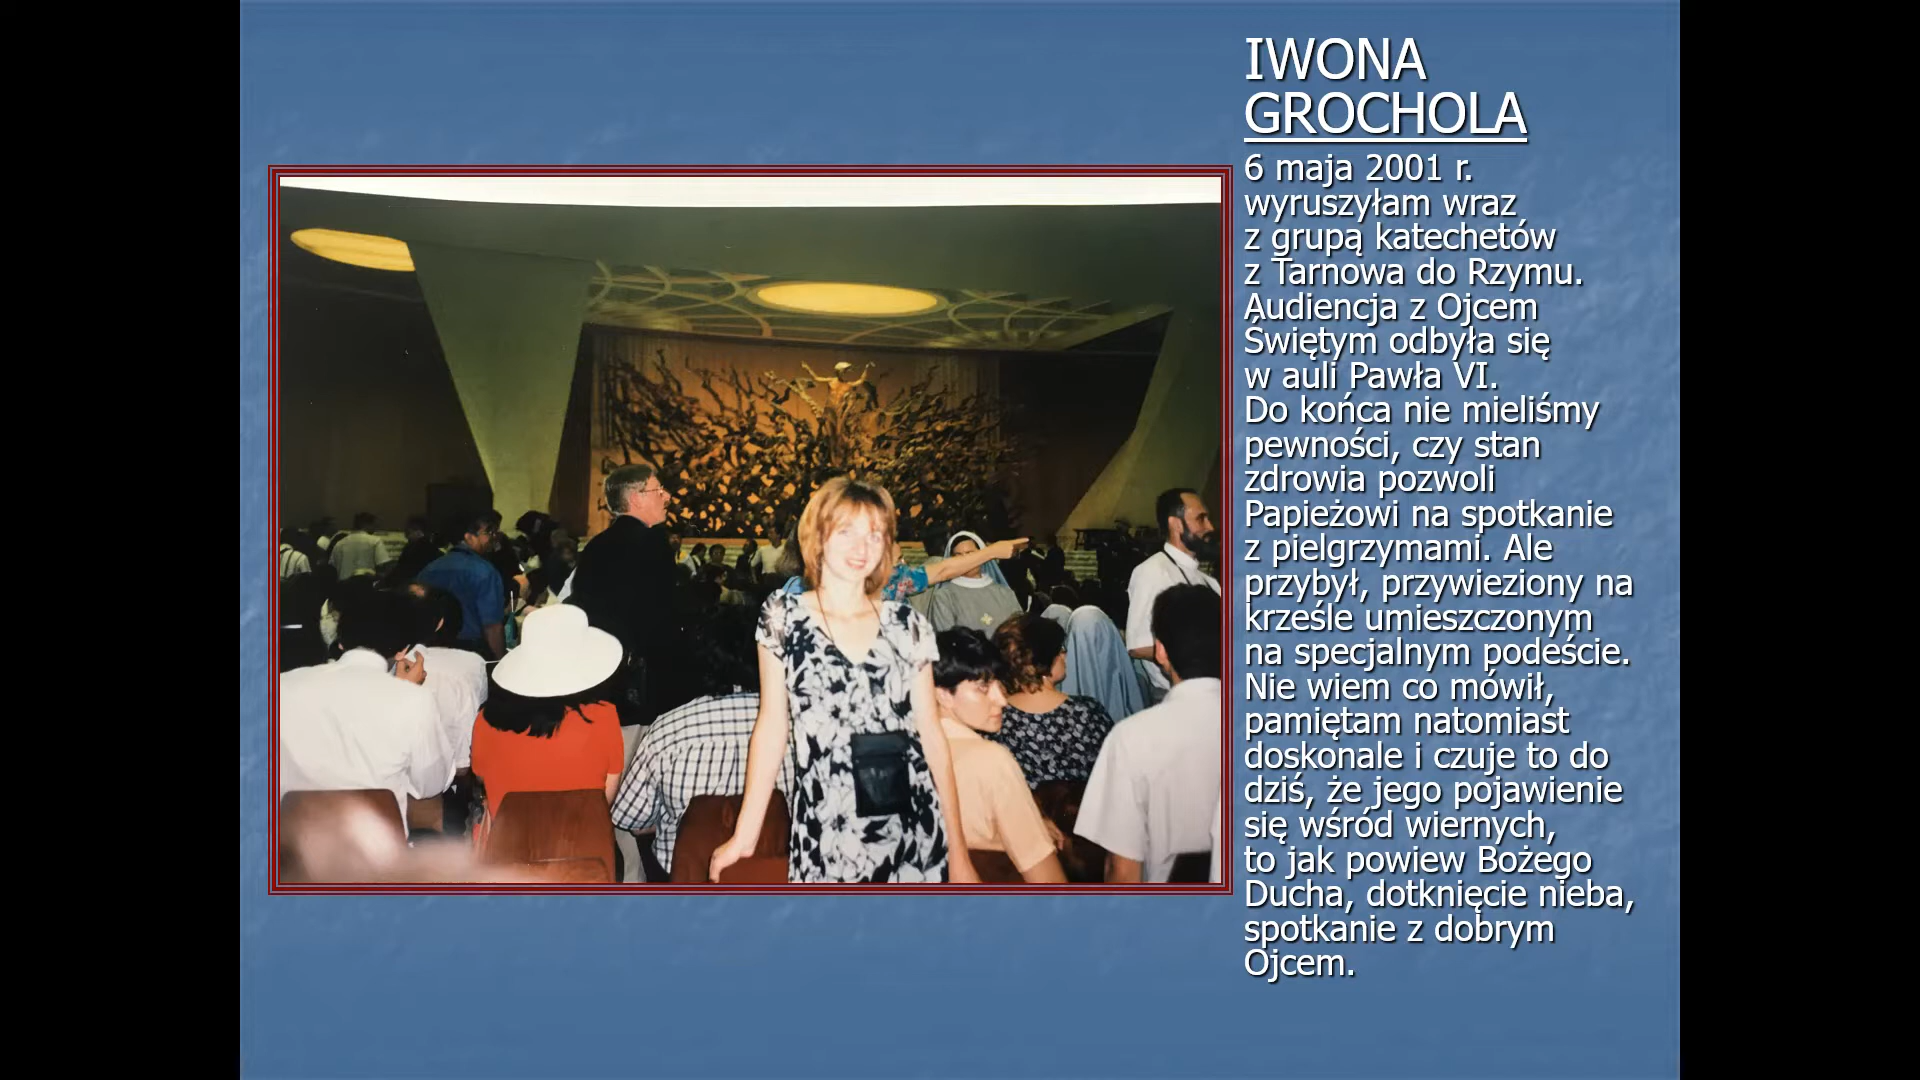 IWONA
GROCHOLA
6 maja 2001 r.
wyruszyłam wraz
z grupą katechetów
z Tarnowa do Rzymu.
Audiencja z Ojcem
Świętym odbyła się
w auli Pawła VI.
Do końca nie mieliśmy
pewności, czy stan
zdrowia pozwoli
Papieżowi na spotkanie
z pielgrzymami. Ale
przybył, przywieziony na
krześle umieszczonym
na specjalnym podeście.
Nie wiem co mówił,
pamiętam natomiast
doskonale i czuje to do
dziś, że jego pojawienie
się wśród wiernych,
to jak powiew Bożego
Ducha, dotknięcie nieba,
spotkanie z dobrym
Ojcem.